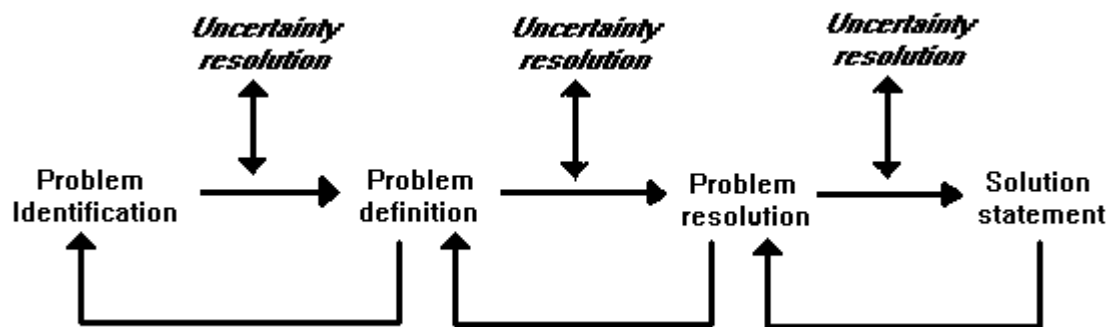 Uncertainty
resolution
Uncertainty
resolution
Uncertainty
resolution
Problem
Identification
Problem
definition
Problem
resolution
Solution
statement